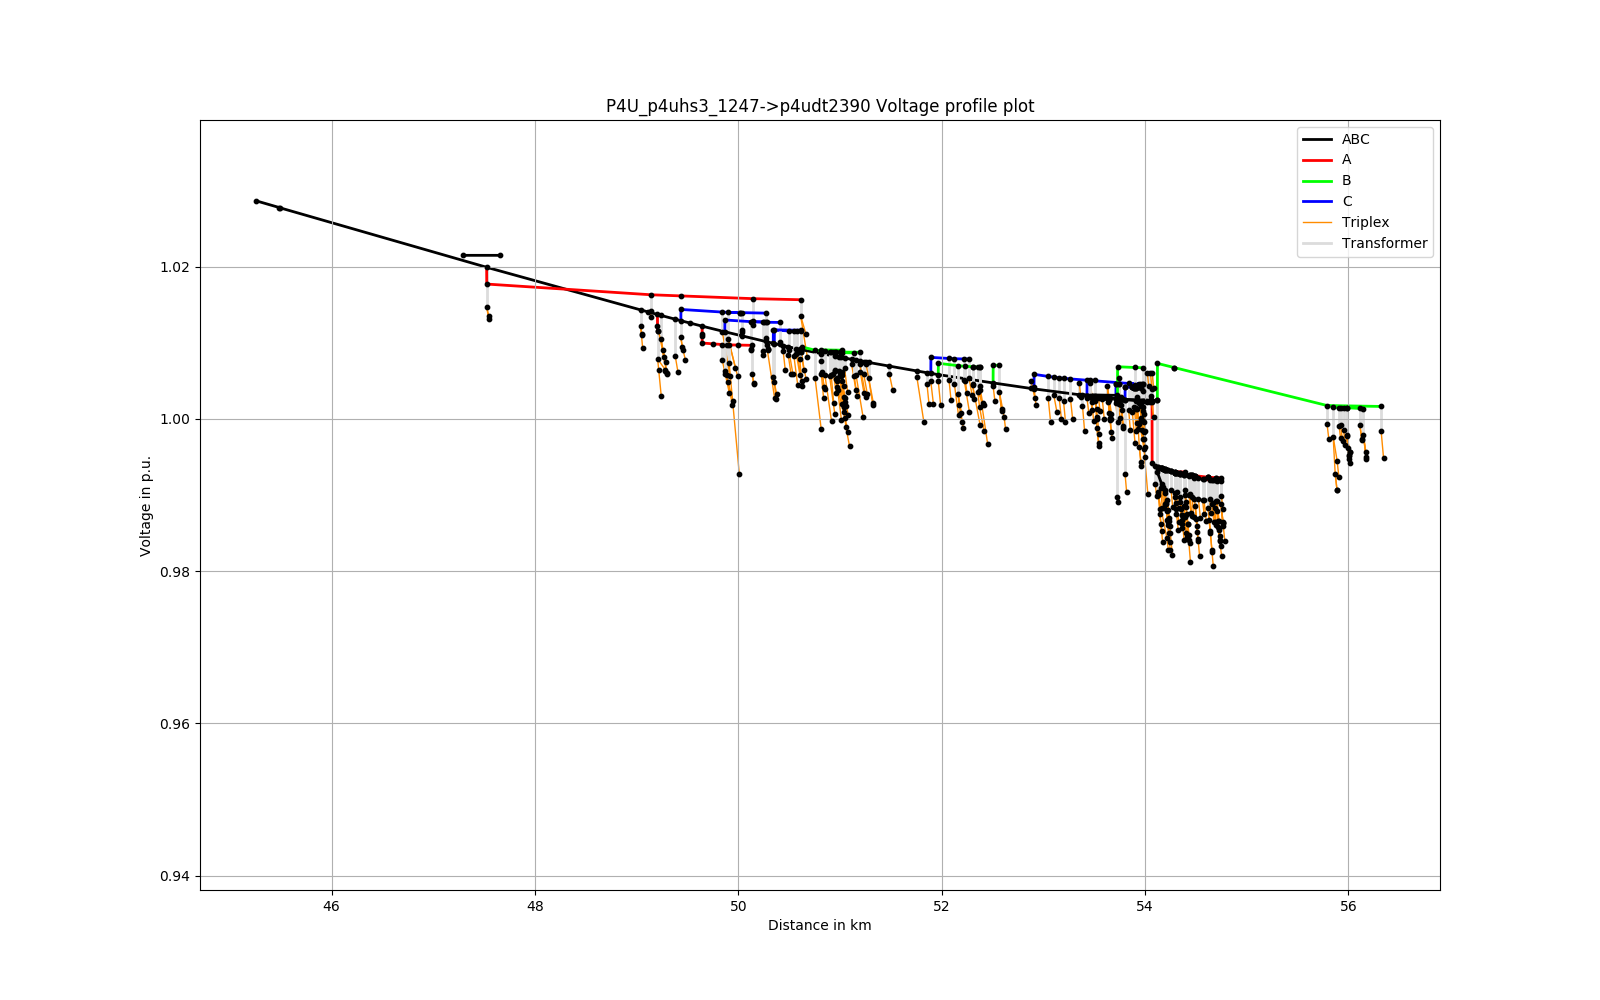 P4U_p4uhs3_1247->p4udt2390 Voltage profile plot
ABC
A
B
C
Triplex
Transformer
1.02
1.00
0.98
0.96
0.94
Voltage in p.u.
46 48 50 52 54 56
Distance in km